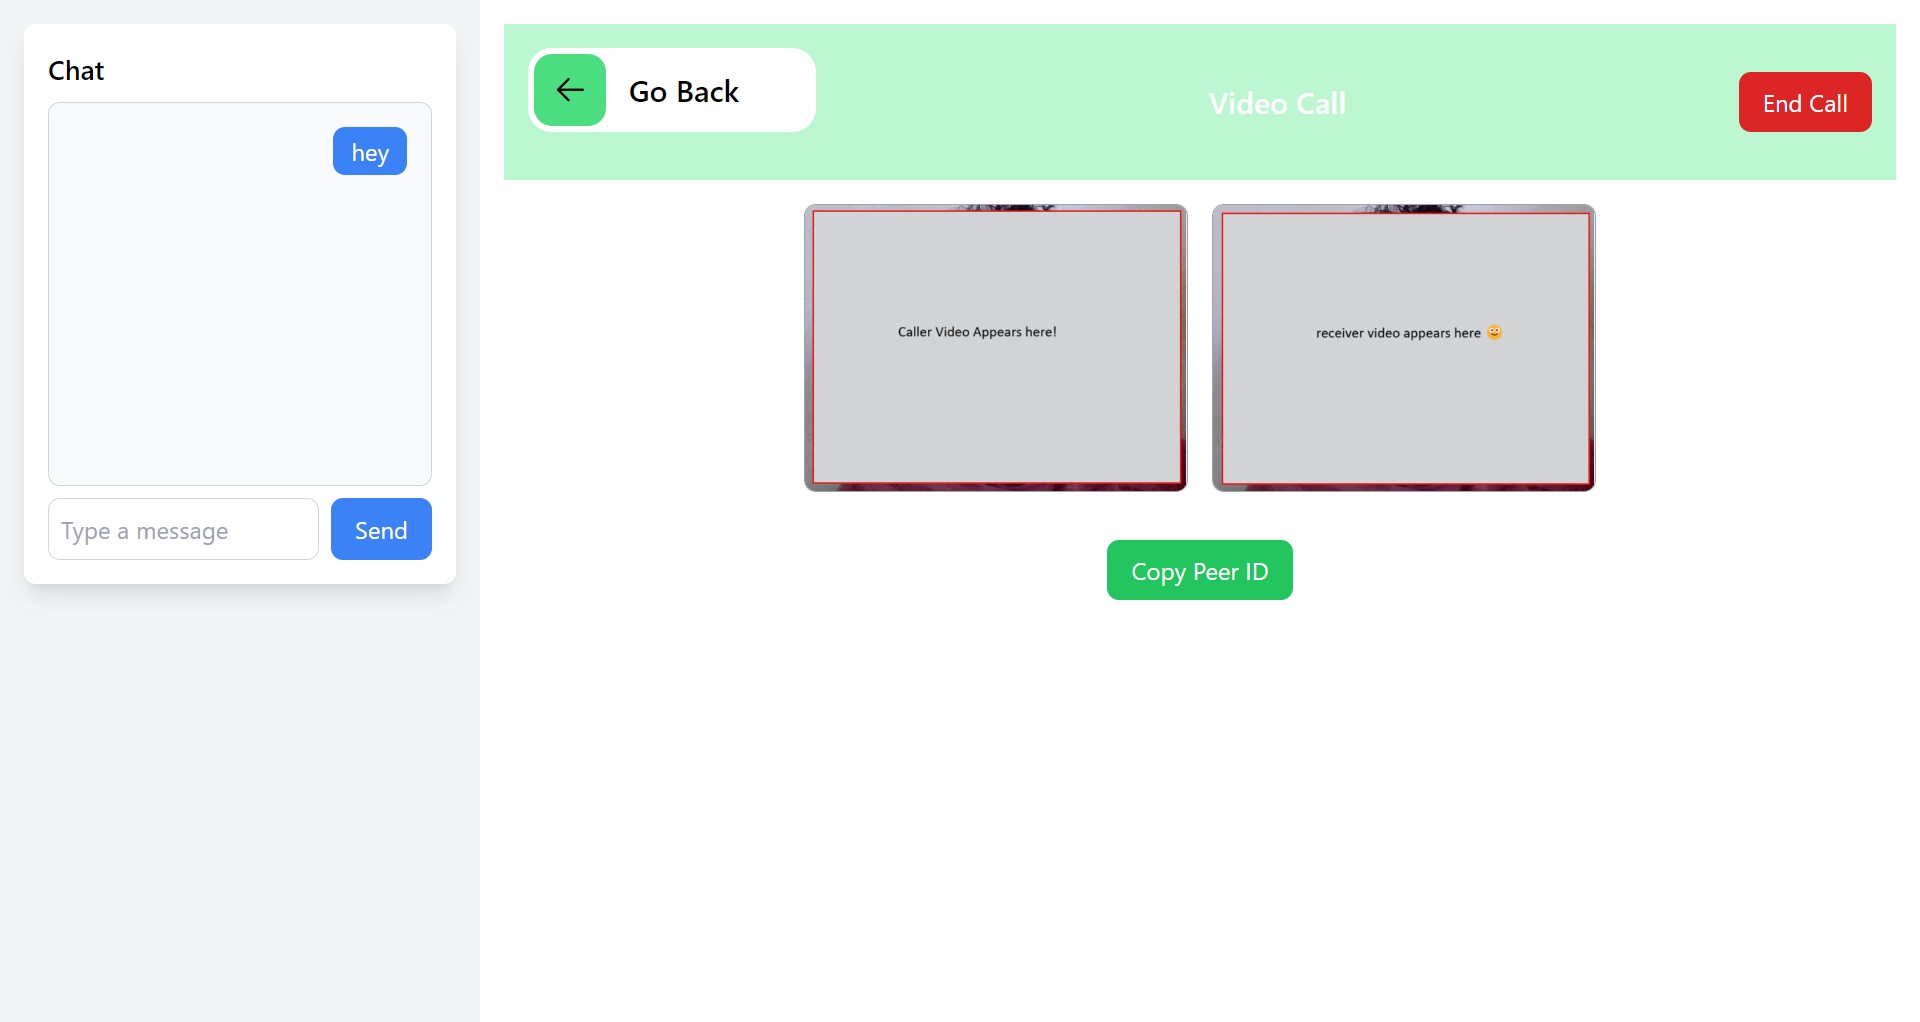 Chat
hey
Type a message
Send
Go Back
Video Call
End Call
Caller Video Appears here!
receiver video appears here 😊
Copy Peer ID